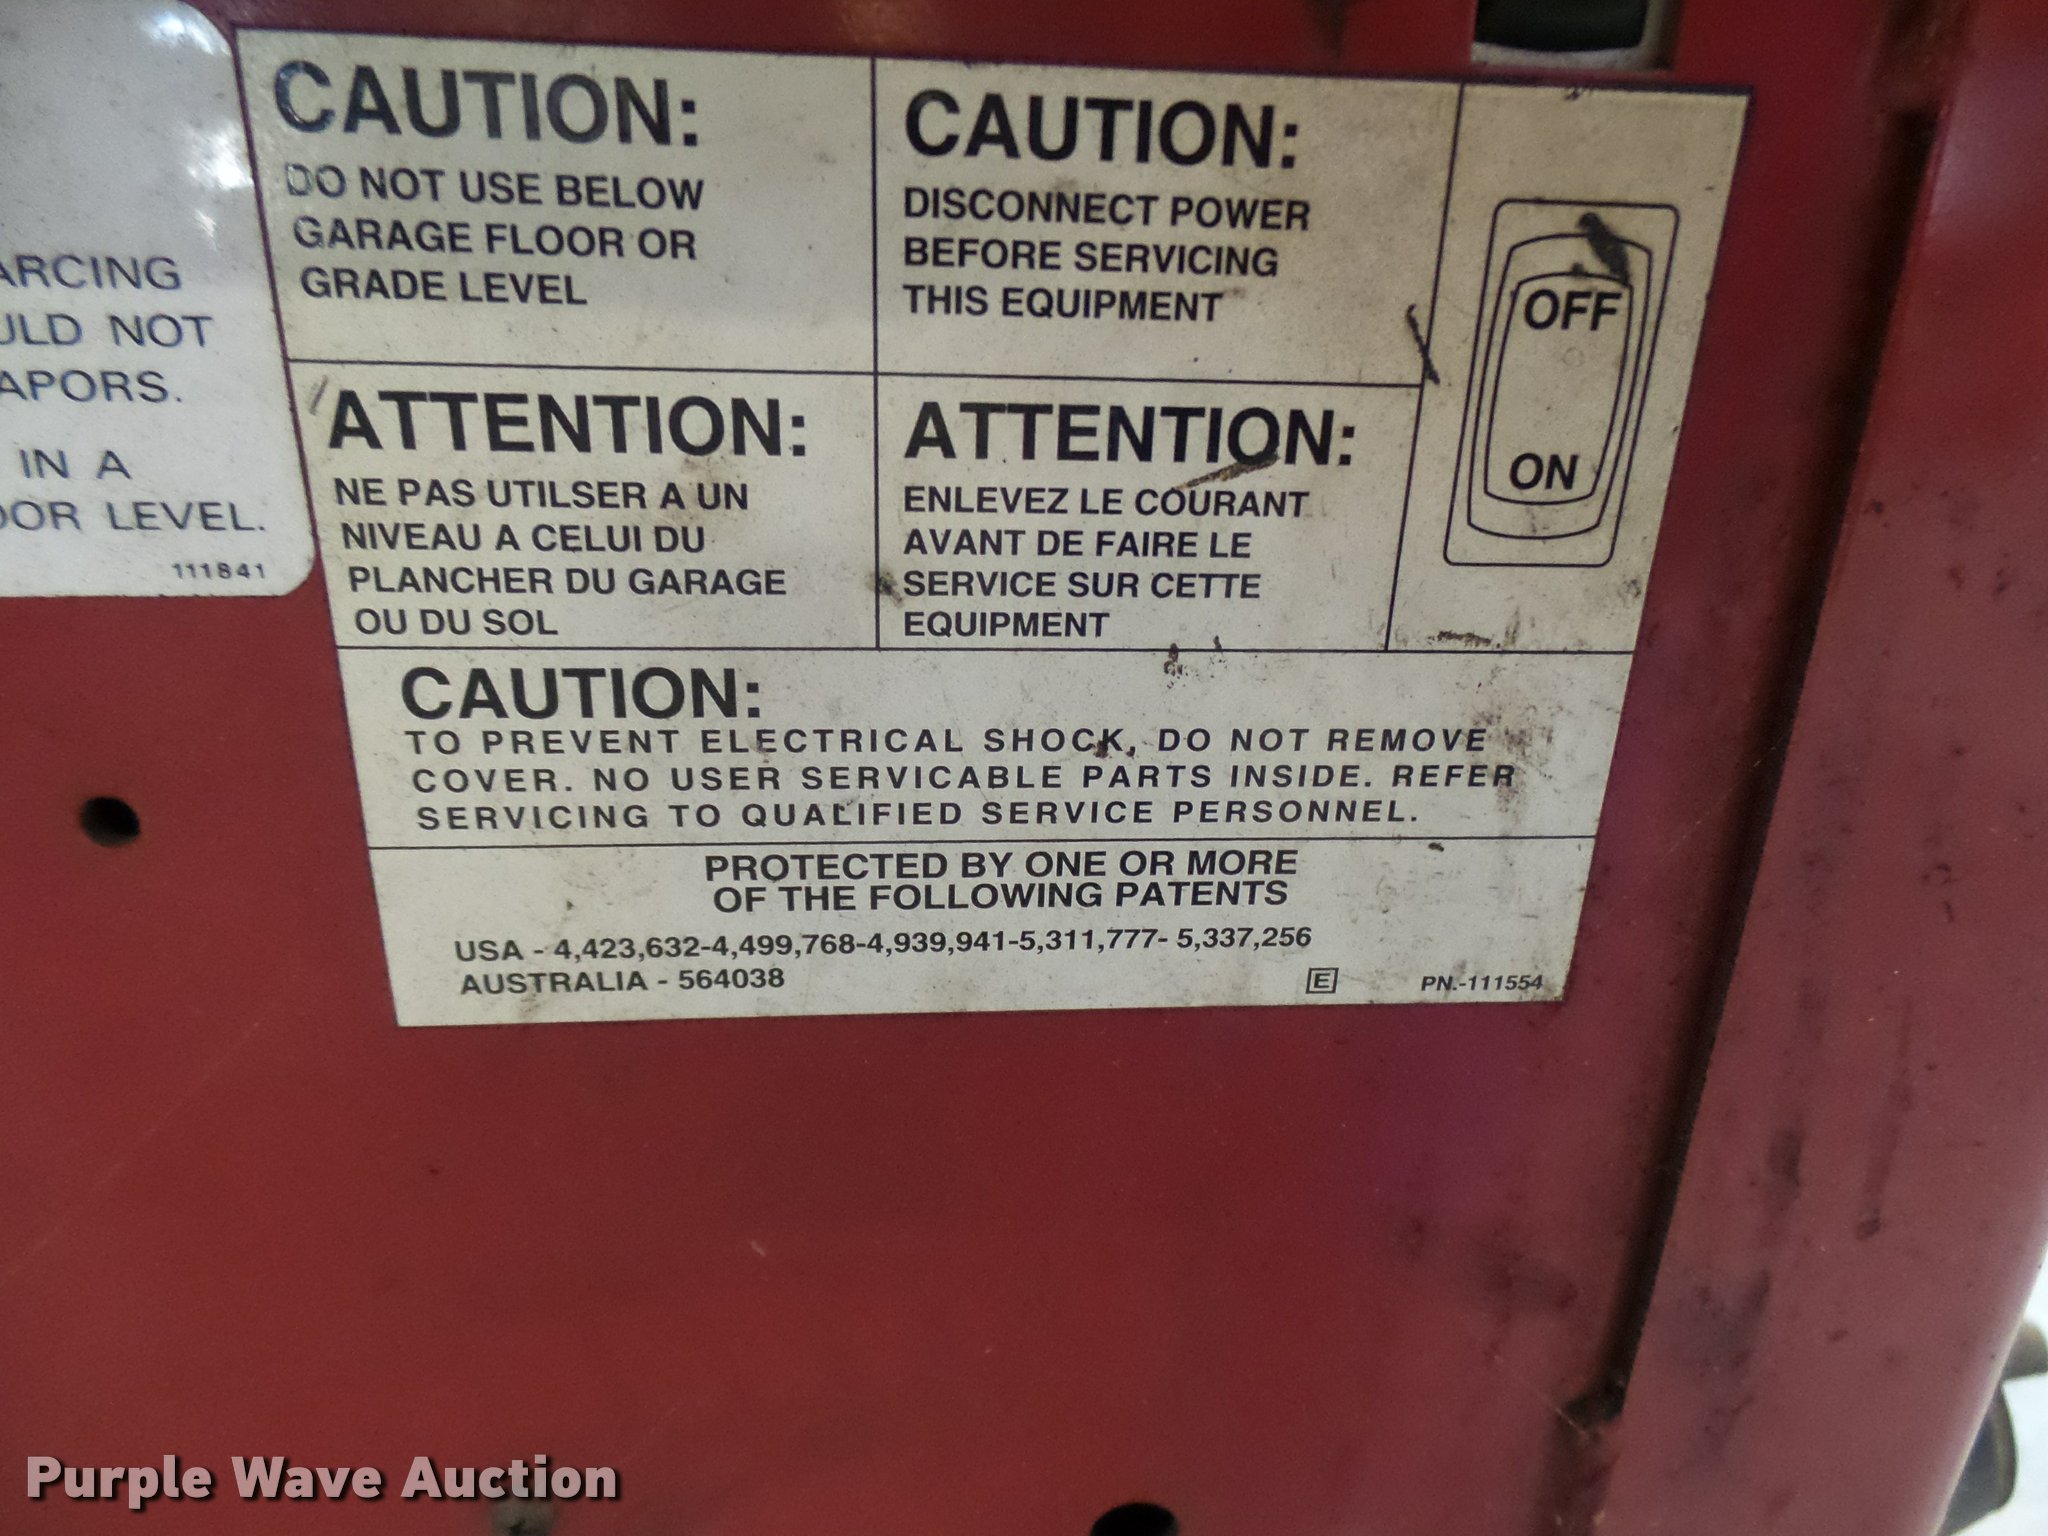 ARCING
ULD NOT
APORS.
IN A
OOR LEVEL.
111841
CAUTION:
DO NOT USE BELOW
GARAGE FLOOR OR
GRADE LEVEL
CAUTION:
DISCONNECT POWER
BEFORE SERVICING
THIS EQUIPMENT
OFF
ON
ATTENTION:
NE PAS UTILSER A UN
NIVEAU A CELUI DU
PLANCHER DU GARAGE
OU DU SOL
ATTENTION:
ENLEVEZ LE COURANT
AVANT DE FAIRE LE
SERVICE SUR CETTE
EQUIPMENT
CAUTION:
TO PREVENT ELECTRICAL SHOCK, DO NOT REMOVE
COVER. NO USER SERVICABLE PARTS INSIDE. REFER
SERVICING TO QUALIFIED SERVICE PERSONNEL.
PROTECTED BY ONE OR MORE
OF THE FOLLOWING PATENTS
USA - 4,423,632-4,499,768-4,939,941-5,311,777- 5,337,256
AUSTRALIA - 564038
E
PN.-111554
Purple Wave Auction